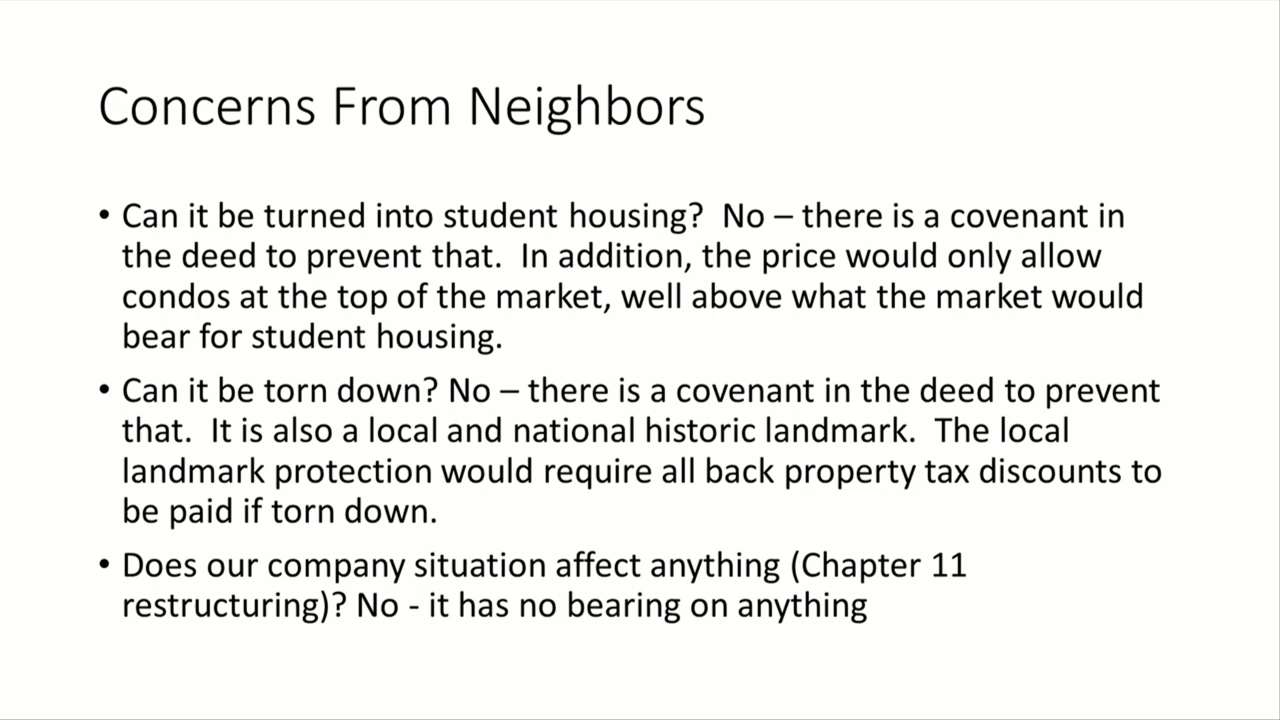 Concerns From Neighbors
• Can it be turned into student housing?  No – there is a covenant in
the deed to prevent that.  In addition, the price would only allow
condos at the top of the market, well above what the market would
bear for student housing.
• Can it be torn down? No – there is a covenant in the deed to prevent
that.  It is also a local and national historic landmark.  The local
landmark protection would require all back property tax discounts to
be paid if torn down.
• Does our company situation affect anything (Chapter 11
restructuring)? No - it has no bearing on anything